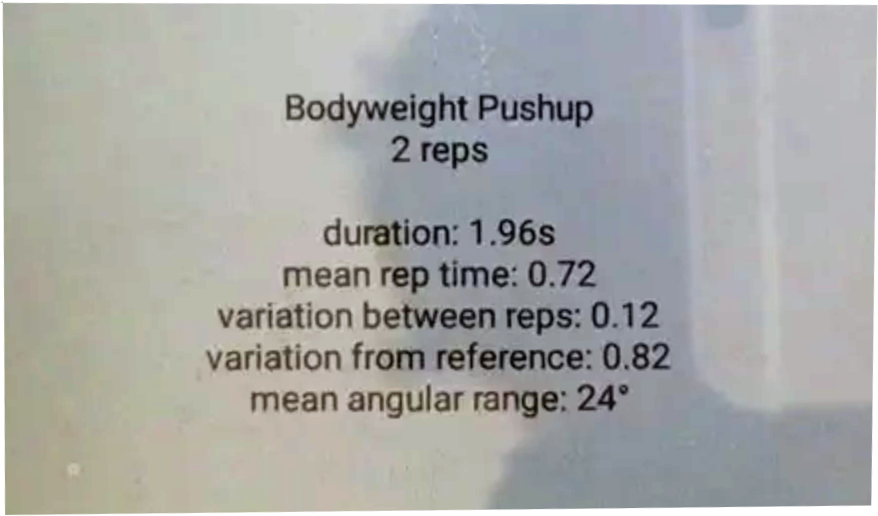 Bodyweight Pushup
2 reps
duration: 1.96s
mean rep time: 0.72
variation between reps: 0.12
variation from reference: 0.82
mean angular range: 24°